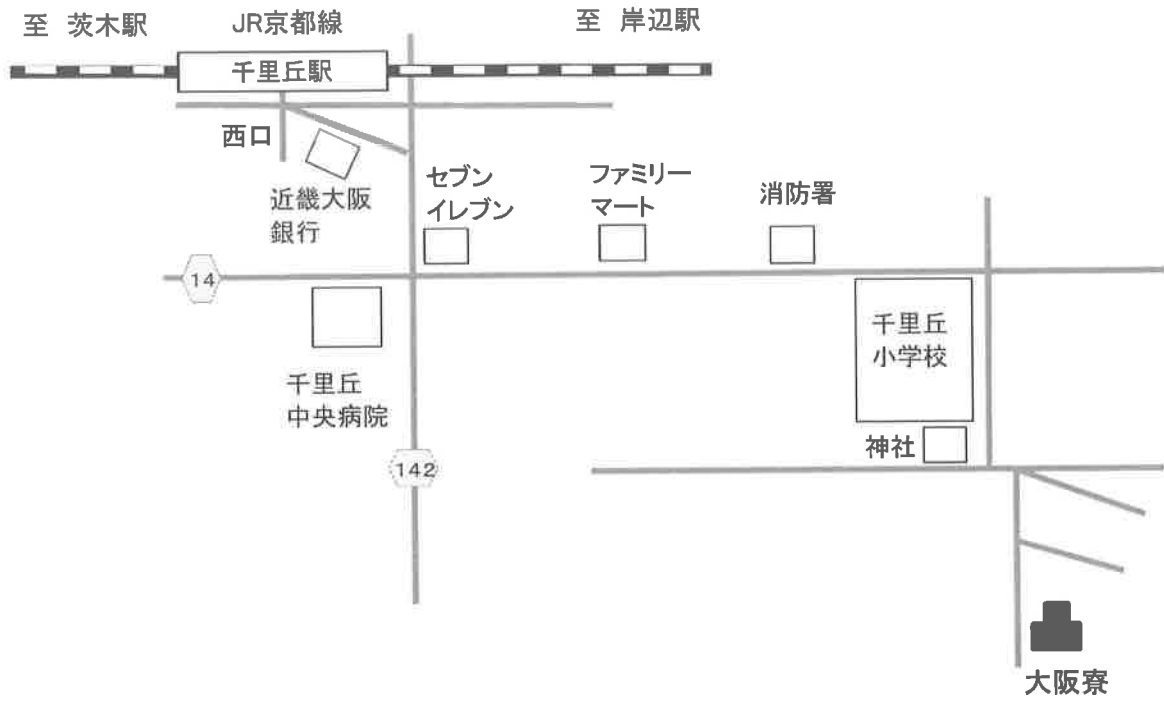 至 茨木駅
JR京都線
至 岸辺駅
千里丘駅
西口
近畿大阪
銀行
セブン
イレブン
ファミリー
マート
消防署
14
千里丘
中央病院
千里丘
小学校
神社
142
大阪寮